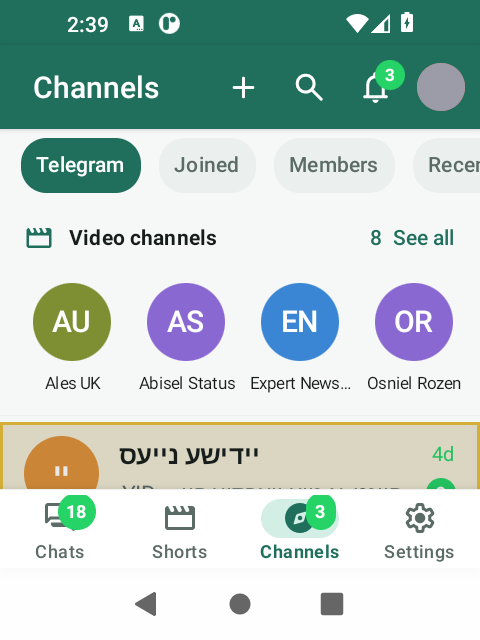 2:39
Channels
3
Telegram
Joined
Members
Video channels
8 See all
AU
AS
EN
OR
Ales UK
Abisel Status
Expert News...
Osniel Rozen
יידישע נייעס
4d
18
3
Chats
Shorts
Channels
Settings